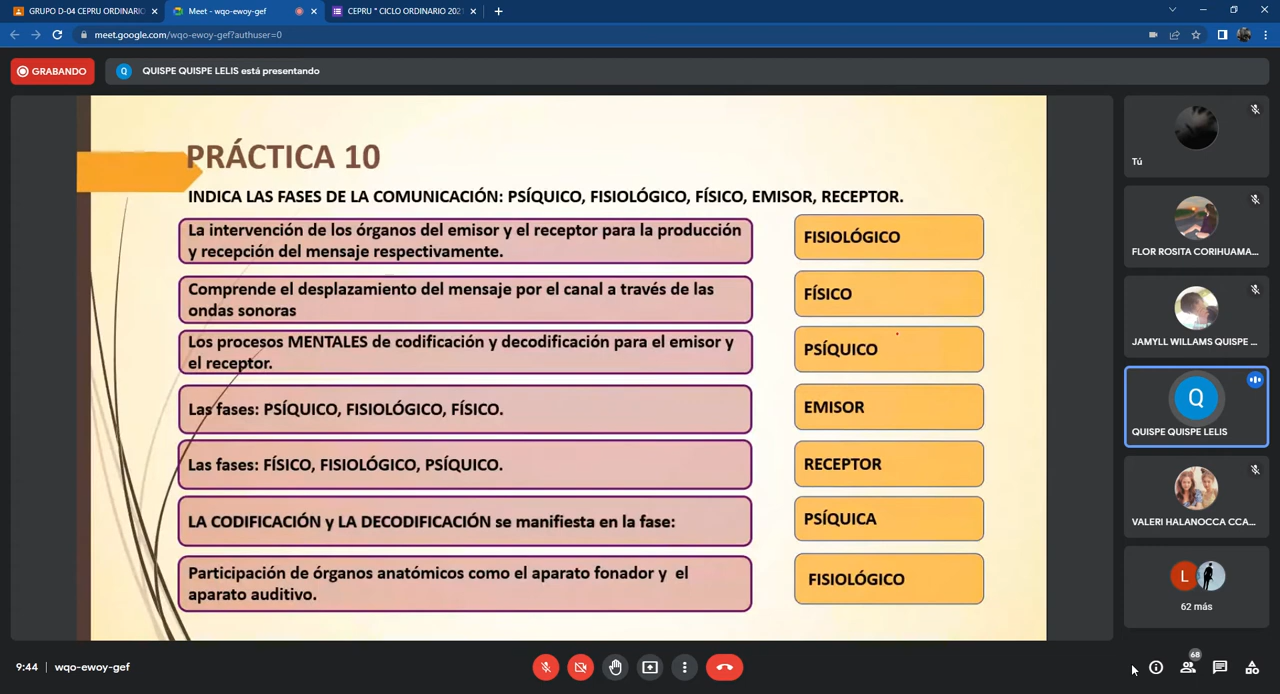 GRUPO D-04 CEPRU ORDINARIO
Meet - wqo-ewoy-gef
CEPRU " CICLO ORDINARIO 2021
meet.google.com/wqo-ewoy-gef?authuser=0
GRABANDO
Q
QUISPE QUISPE LELIS está presentando
PRÁCTICA 10
INDICA LAS FASES DE LA COMUNICACIÓN: PSÍQUICO, FISIOLÓGICO, FÍSICO, EMISOR, RECEPTOR.
La intervención de los órganos del emisor y el receptor para la producción
y recepción del mensaje respectivamente.
FISIOLÓGICO
Comprende el desplazamiento del mensaje por el canal a través de las
ondas sonoras
FÍSICO
Los procesos MENTALES de codificación y decodificación para el emisor y
el receptor.
PSÍQUICO
Las fases: PSÍQUICO, FISIOLÓGICO, FÍSICO.
EMISOR
Las fases: FÍSICO, FISIOLÓGICO, PSÍQUICO.
RECEPTOR
LA CODIFICACIÓN y LA DECODIFICACIÓN se manifiesta en la fase:
PSÍQUICA
Participación de órganos anatómicos como el aparato fonador y el
aparato auditivo.
FISIOLÓGICO
Tú
FLOR ROSITA CORIHUAMA...
JAMYLL WILLAMS QUISPE ...
Q
QUISPE QUISPE LELIS
VALERI HALANOCCA CCA...
L
62 más
9:44 | wqo-ewoy-gef
68